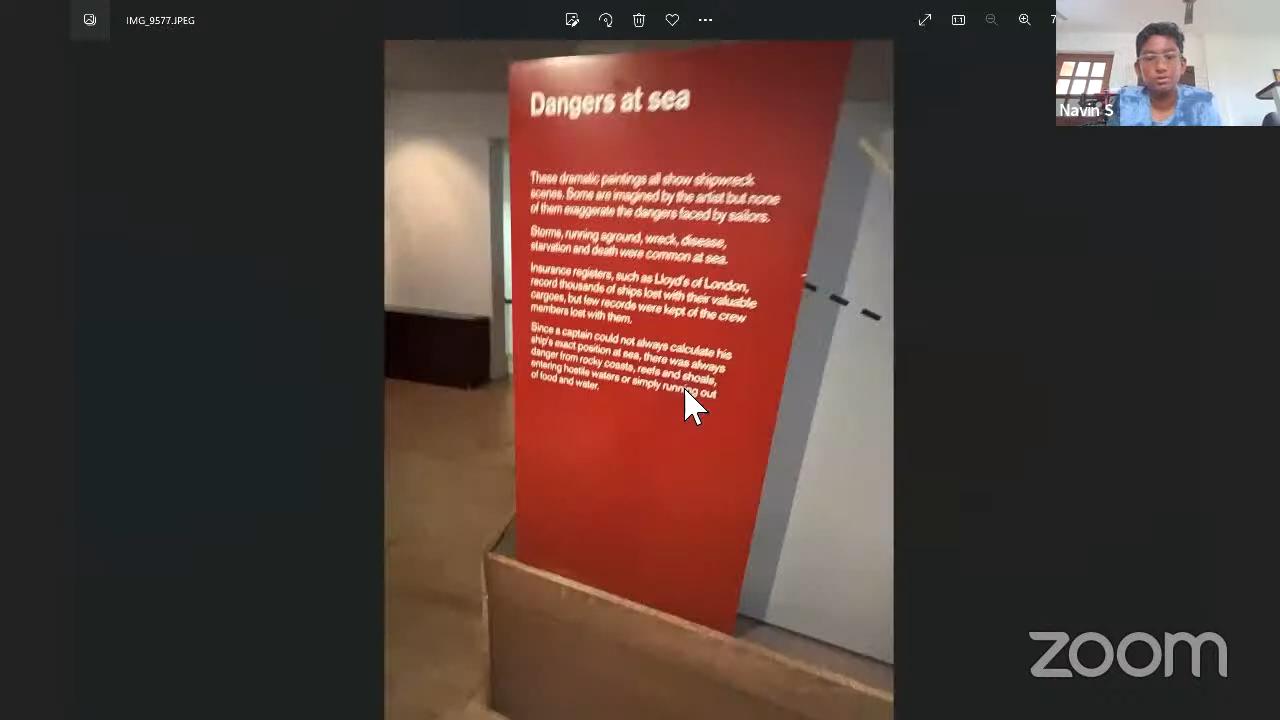 IMG_9577.JPEG
7
Navin S
Dangers at sea
These dramatic paintings all show shipwreck
scenes. Some are imagined by the artist but none
of them exaggerate the dangers faced by sailors.
Storms, running aground, wreck, disease,
starvation and death were common at sea.
Insurance registers, such as Lloyd's of London,
record thousands of ships lost with their valuable
cargoes, but few records were kept of the crew
members lost with them.
Since a captain could not always calculate his
ship's exact position at sea, there was always
danger from rocky coasts, reefs and shoals,
entering hostile waters or simply running out
of food and water.
zoom